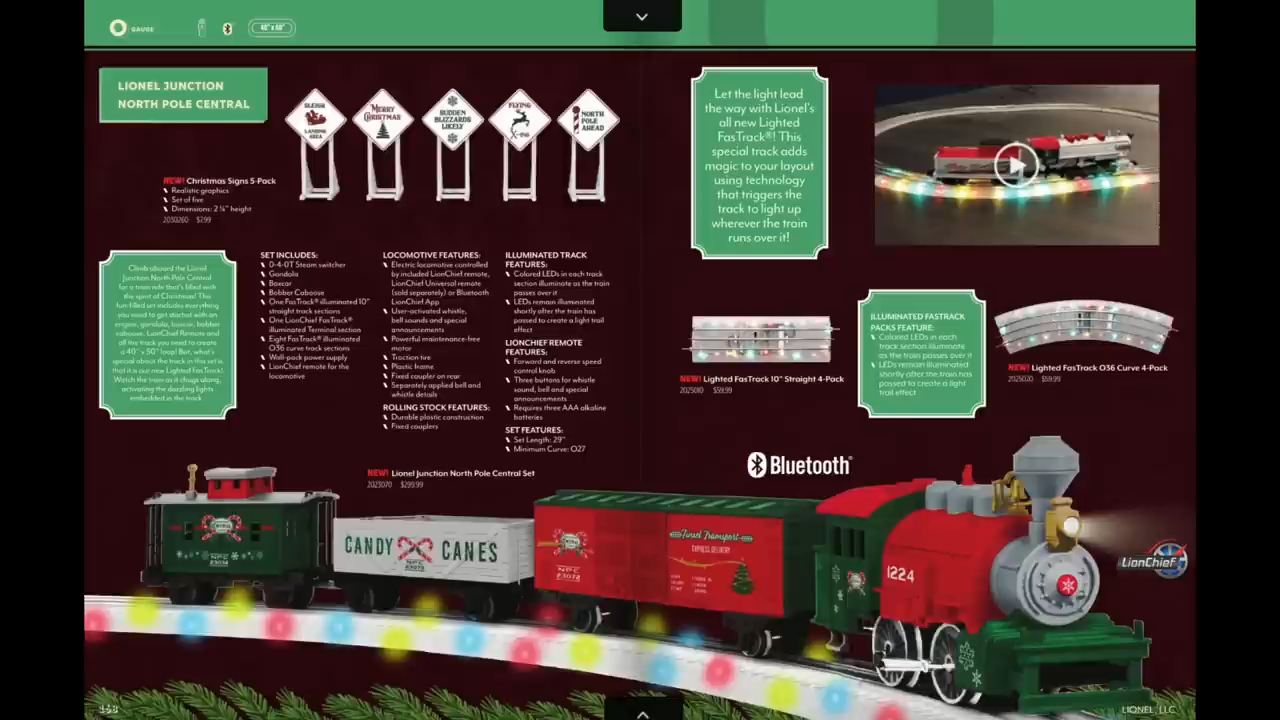 GAUGE
40" x 60"
LIONEL JUNCTION
NORTH POLE CENTRAL
SLEIGH
LANDING
AREA
MERRY
CHRISTMAS
SUDDEN
BLIZZARDS
LIKELY
FLYING
X-ING
NORTH
POLE
AHEAD
NEW! Christmas Signs 5-Pack
Realistic graphics
Set of five
Dimensions: 2 ¼" height
2030260 $7.99
Climb aboard the Lionel
Junction North Pole Central
for a train ride that's filled with
the spirit of Christmas! This
fun-filled set includes everything
you need to get started with an
engine, gondola, boxcar, bobber
caboose, LionChief Remote and
all the track you need to create
a 40" x 50" loop! But, what's
special about the track in this set is
that it is our new Lighted FasTrack!
Watch the train as it chugs along,
activating the dazzling lights
embedded in the track.
SET INCLUDES:
0-4-0T Steam switcher
Gondola
Boxcar
Bobber Caboose
One FasTrack® illuminated 10"
straight track sections
One LionChief FasTrack®
illuminated Terminal section
Eight FasTrack® illuminated
O36 curve track sections
Wall-pack power supply
LionChief remote for the
locomotive
LOCOMOTIVE FEATURES:
Electric locomotive controlled
by included LionChief remote,
LionChief Universal remote
(sold separately) or Bluetooth
LionChief App
User-activated whistle,
bell sounds and special
announcements
Powerful maintenance-free
motor
Traction tire
Plastic frame
Fixed coupler on rear
Separately applied bell and
whistle details
ROLLING STOCK FEATURES:
Durable plastic construction
Fixed couplers
ILLUMINATED TRACK
FEATURES:
Colored LEDs in each track
section illuminate as the train
passes over it
LEDs remain illuminated
shortly after the train has
passed to create a light trail
effect
LIONCHIEF REMOTE
FEATURES:
Forward and reverse speed
control knob
Three buttons for whistle
sound, bell and special
announcements
Requires three AAA alkaline
batteries
SET FEATURES:
Set Length: 29"
Minimum Curve: O27
NEW! Lionel Junction North Pole Central Set
2023070 $299.99
Let the light lead
the way with Lionel's
all new Lighted
FasTrack®! This
special track adds
magic to your layout
using technology
that triggers the
track to light up
wherever the train
runs over it!
NEW! Lighted FasTrack 10" Straight 4-Pack
2025010 $59.99
ILLUMINATED FASTRACK
PACKS FEATURE:
Colored LEDs in each
track section illuminate
as the train passes over it
LEDs remain illuminated
shortly after the train has
passed to create a light
trail effect
NEW! Lighted FasTrack O36 Curve 4-Pack
2025020 $59.99
Bluetooth®
CANDY CANES
NPC
23073
NPC
23072
Tinsel Transport
EXPRESS DELIVERY
1224
LionChief
LIONEL, LLC